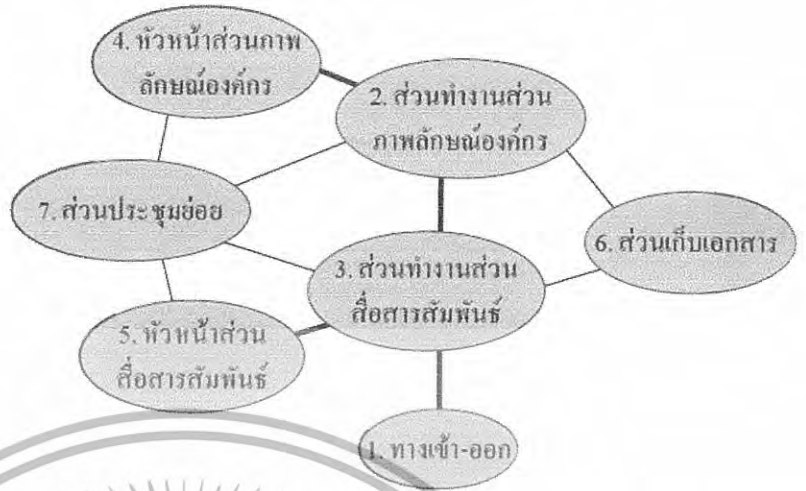 4. หัวหน้าส่วนภาพ
ลักษณ์องค์กร
2. ส่วนทำงานส่วน
ภาพลักษณ์องค์กร
7. ส่วนประชุมย่อย
6. ส่วนเก็บเอกสาร
3. ส่วนทำงานส่วน
สื่อสารสัมพันธ์
5. หัวหน้าส่วน
สื่อสารสัมพันธ์
1. ทางเข้า-ออก